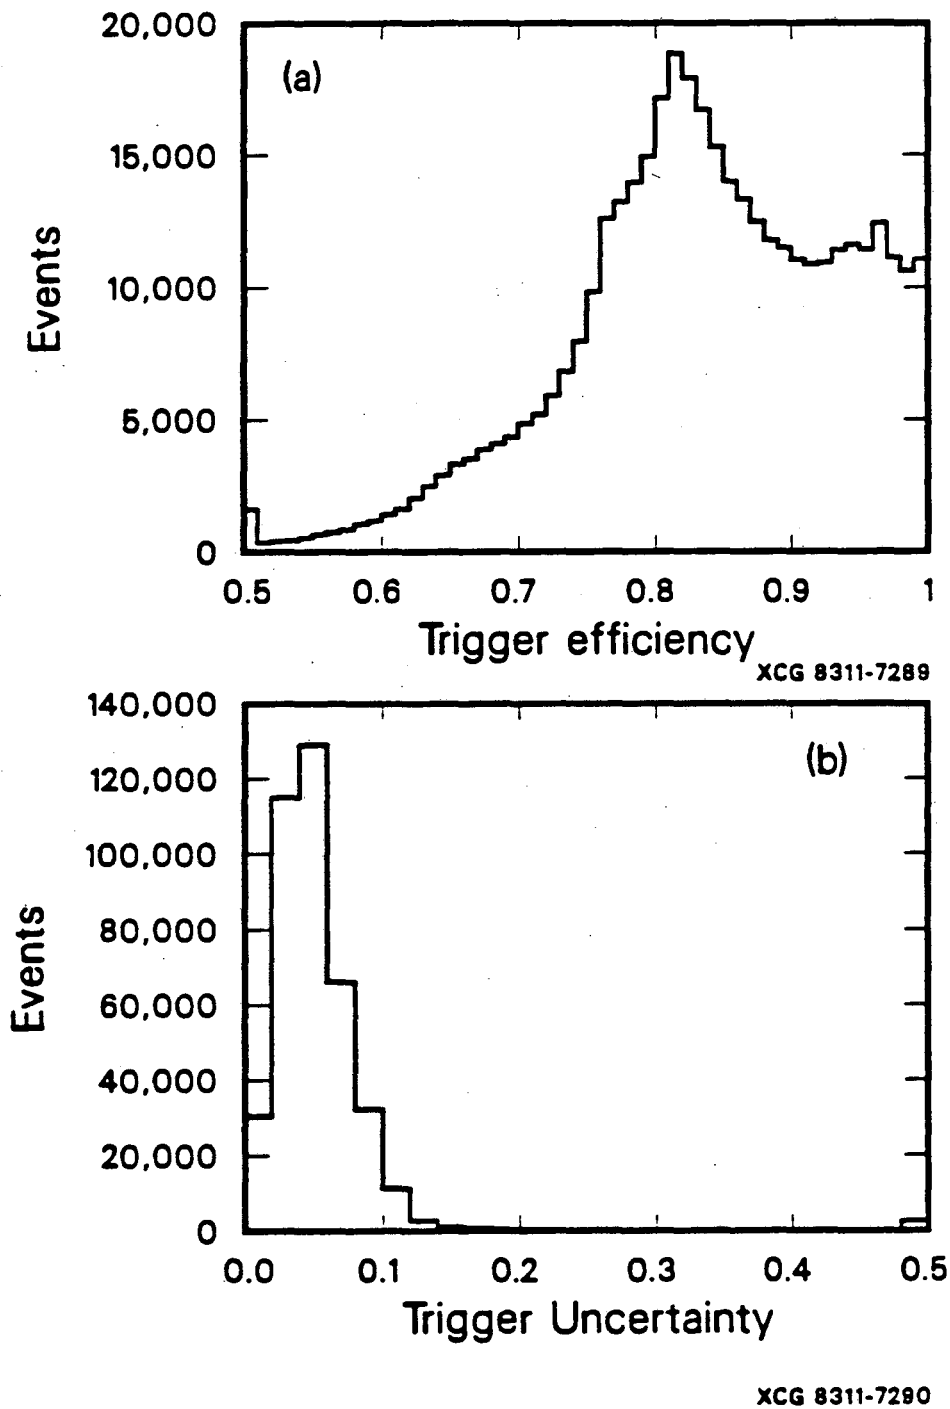 20,000
(a)
15,000
Events
10,000
5,000
0
0.5 0.6 0.7 0.8 0.9 1
Trigger efficiency
XCG 8311-7289
140,000
(b)
120,000
100,000
80,000
Events
60,000
40,000
20,000
0
0.0 0.1 0.2 0.3 0.4 0.5
Trigger Uncertainty
XCG 8311-7290